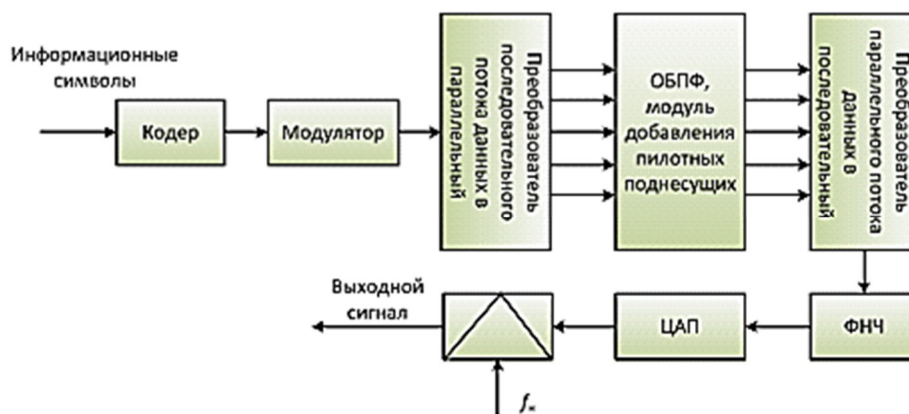 Информационные
символы
Кодер
Модулятор
Преобразователь
последовательного
потока данных в
параллельный
ОБПФ,
модуль
добавления
пилотных
поднесущих
Преобразователь
параллельного потока
данных в
последовательный
Выходной
сигнал
ЦАП
ФНЧ
f